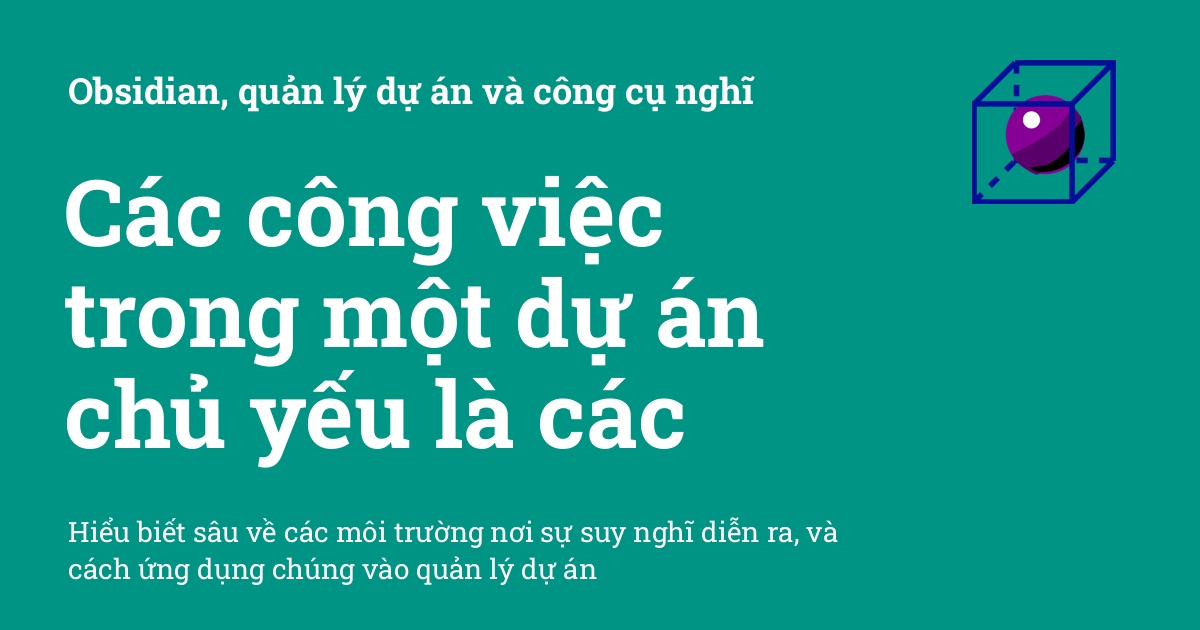 Obsidian, quản lý dự án và công cụ nghĩ
Các công việc
trong một dự án
chủ yếu là các
Hiểu biết sâu về các môi trường nơi sự suy nghĩ diễn ra, và
cách ứng dụng chúng vào quản lý dự án